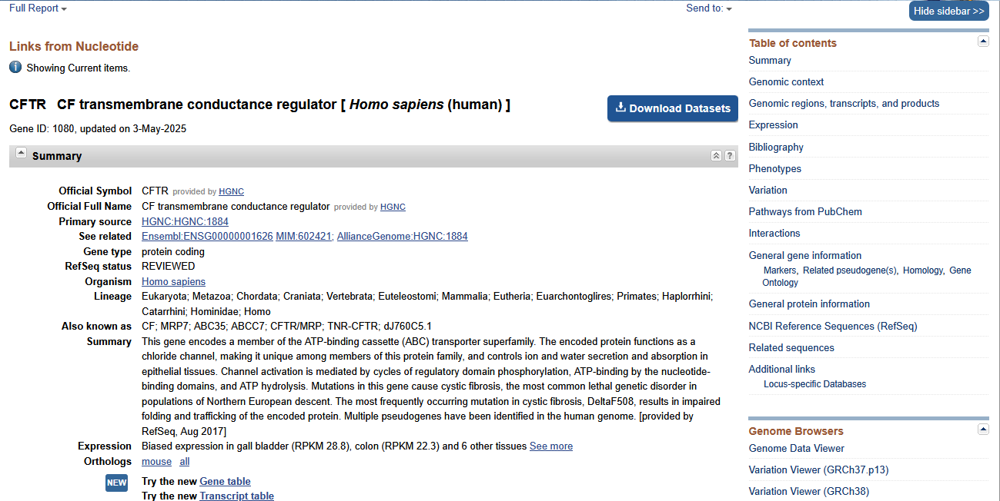 Full Report
Send to:
Hide sidebar >>
Links from Nucleotide
Showing Current items.
CFTR CF transmembrane conductance regulator [ Homo sapiens (human) ]
Download Datasets
Gene ID: 1080, updated on 3-May-2025
Summary
?
Official Symbol CFTR provided by HGNC
Official Full Name CF transmembrane conductance regulator provided by HGNC
Primary source HGNC:HGNC:1884
See related Ensembl:ENSG00000001626 MIM:602421; AllianceGenome:HGNC:1884
Gene type protein coding
RefSeq status REVIEWED
Organism Homo sapiens
Lineage Eukaryota; Metazoa; Chordata; Craniata; Vertebrata; Euteleostomi; Mammalia; Eutheria; Euarchontoglires; Primates; Haplorrhini;
Catarrhini; Hominidae; Homo
Also known as CF; MRP7; ABC35; ABCC7; CFTR/MRP; TNR-CFTR; dJ760C5.1
Summary This gene encodes a member of the ATP-binding cassette (ABC) transporter superfamily. The encoded protein functions as a
chloride channel, making it unique among members of this protein family, and controls ion and water secretion and absorption in
epithelial tissues. Channel activation is mediated by cycles of regulatory domain phosphorylation, ATP-binding by the nucleotide-
binding domains, and ATP hydrolysis. Mutations in this gene cause cystic fibrosis, the most common lethal genetic disorder in
populations of Northern European descent. The most frequently occurring mutation in cystic fibrosis, DeltaF508, results in impaired
folding and trafficking of the encoded protein. Multiple pseudogenes have been identified in the human genome. [provided by
RefSeq, Aug 2017]
Expression Biased expression in gall bladder (RPKM 28.8), colon (RPKM 22.3) and 6 other tissues See more
Orthologs mouse all
NEW Try the new Gene table
Try the new Transcript table
Table of contents
Summary
Genomic context
Genomic regions, transcripts, and products
Expression
Bibliography
Phenotypes
Variation
Pathways from PubChem
Interactions
General gene information
Markers, Related pseudogene(s), Homology, Gene
Ontology
General protein information
NCBI Reference Sequences (RefSeq)
Related sequences
Additional links
Locus-specific Databases
Genome Browsers
Genome Data Viewer
Variation Viewer (GRCh37.p13)
Variation Viewer (GRCh38)